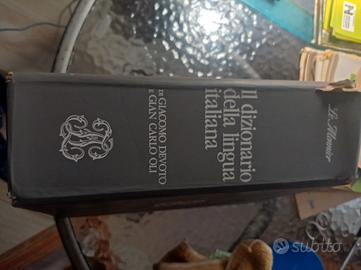 Le Monnier
Il dizionario
della lingua
italiana
DI GIACOMO DEVOTO
E GIAN CARLO OLI
N
subito